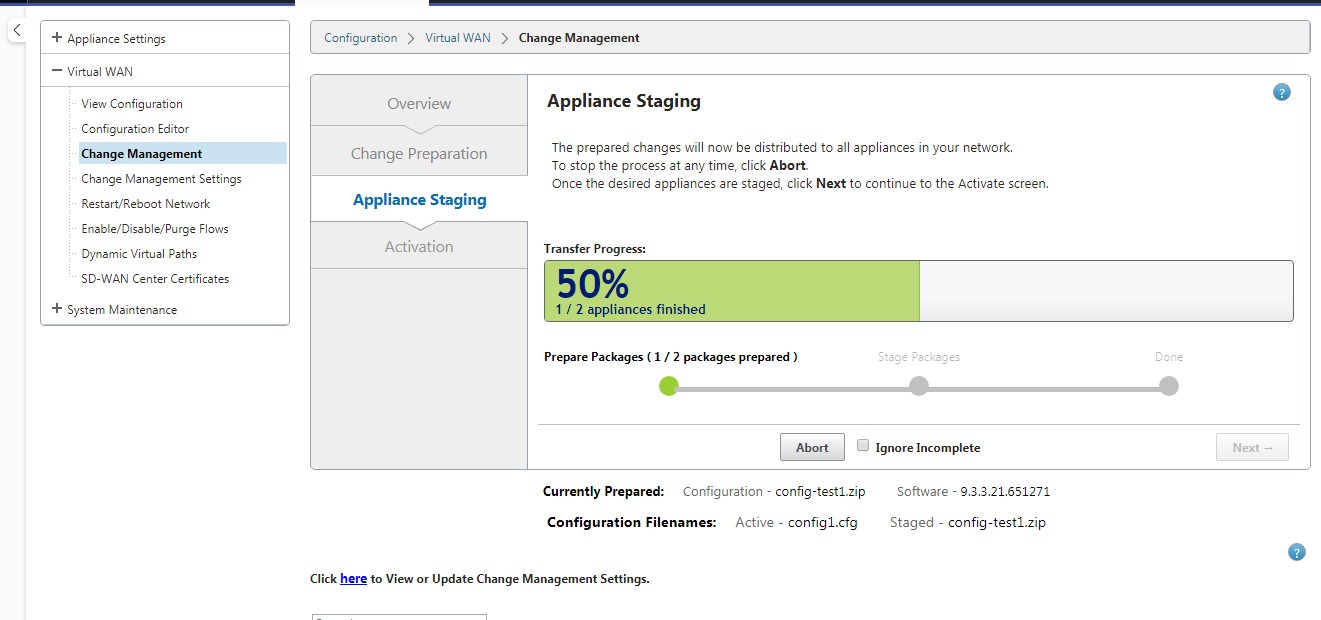 Appliance Settings
Virtual WAN
View Configuration
Configuration Editor
Change Management
Change Management Settings
Restart/Reboot Network
Enable/Disable/Purge Flows
Dynamic Virtual Paths
SD-WAN Center Certificates
System Maintenance
Configuration > Virtual WAN > Change Management
Overview
Change Preparation
Appliance Staging
Activation
Appliance Staging
?
The prepared changes will now be distributed to all appliances in your network.
To stop the process at any time, click Abort.
Once the desired appliances are staged, click Next to continue to the Activate screen.
Transfer Progress:
50%
1 / 2 appliances finished
Prepare Packages ( 1 / 2 packages prepared ) Stage Packages Done
Abort Ignore Incomplete Next →
Currently Prepared: Configuration - config-test1.zip Software - 9.3.3.21.651271
Configuration Filenames: Active - config1.cfg Staged - config-test1.zip
?
Click here to View or Update Change Management Settings.